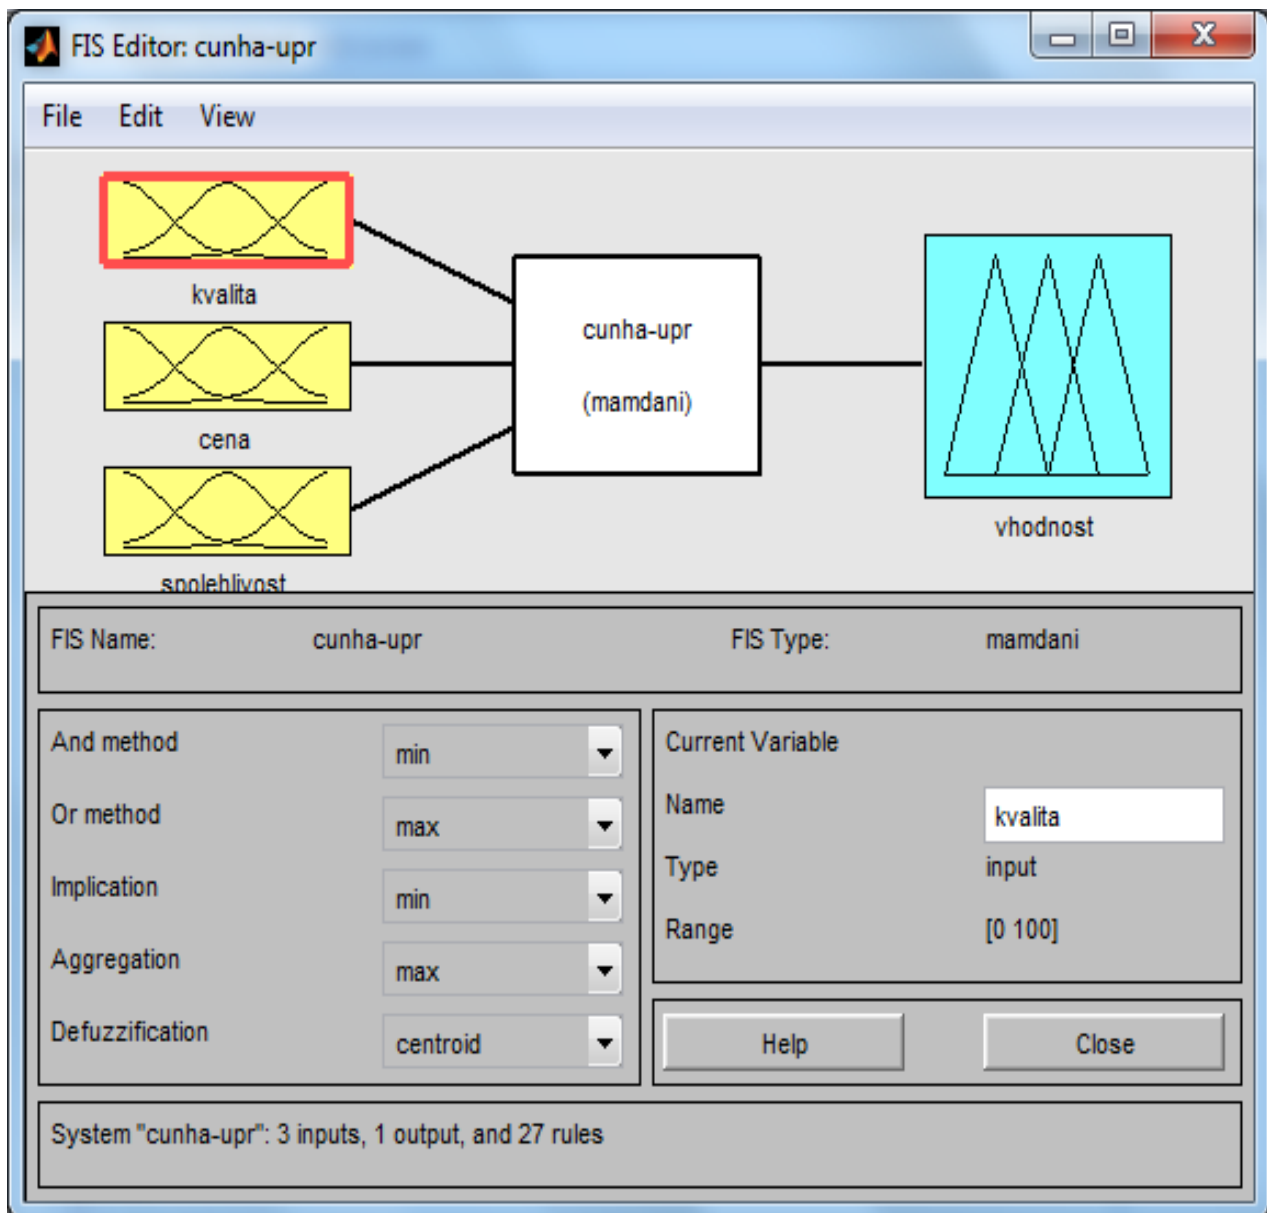 FIS Editor: cunha-upr
File Edit View
kvalita
cena
spolehlivost
cunha-upr
(mamdani)
vhodnost
FIS Name: cunha-upr FIS Type: mamdani
And method min
Or method max
Implication min
Aggregation max
Defuzzification centroid
Current Variable
Name kvalita
Type input
Range [0 100]
Help Close
System "cunha-upr": 3 inputs, 1 output, and 27 rules